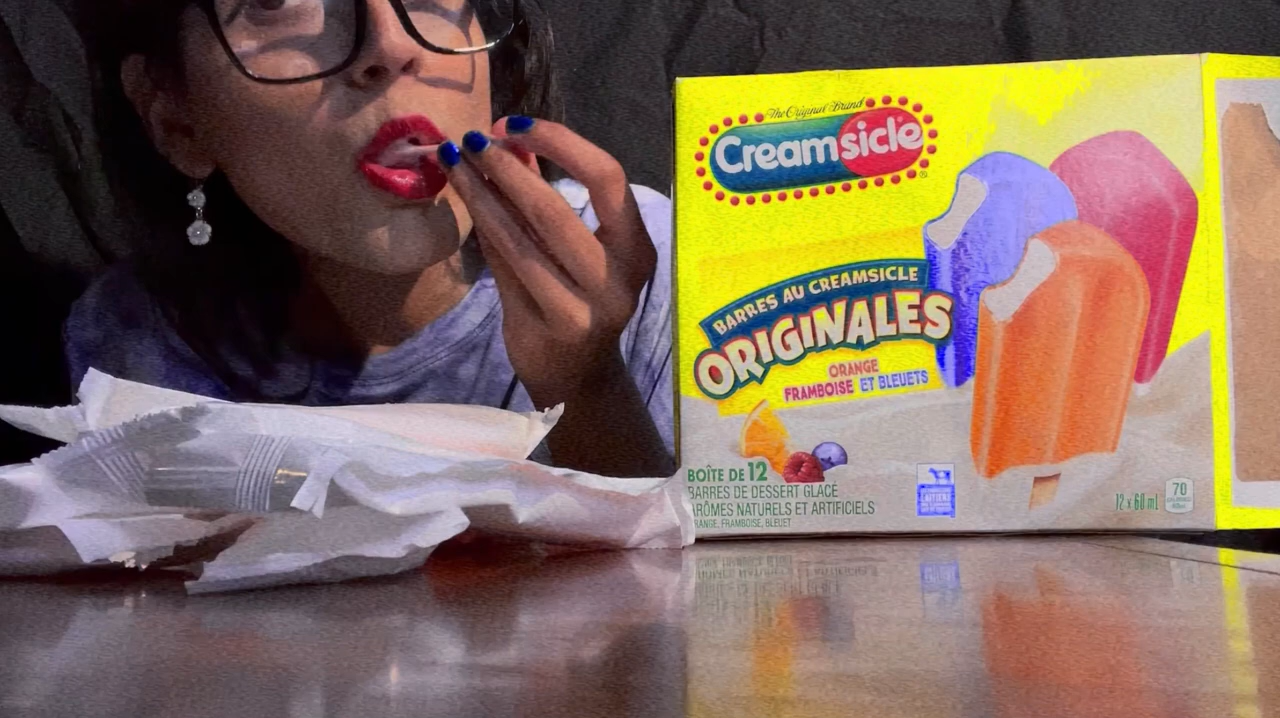 The Original Brand
Creamsicle®
BARRES AU CREAMSICLE
ORIGINALES
ORANGE
FRAMBOISE ET BLEUETS
BOÎTE DE 12
BARRES DE DESSERT GLACÉ
ARÔMES NATURELS ET ARTIFICIELS
RANGE, FRAMBOISE, BLEUET
12 x 60 mL
70